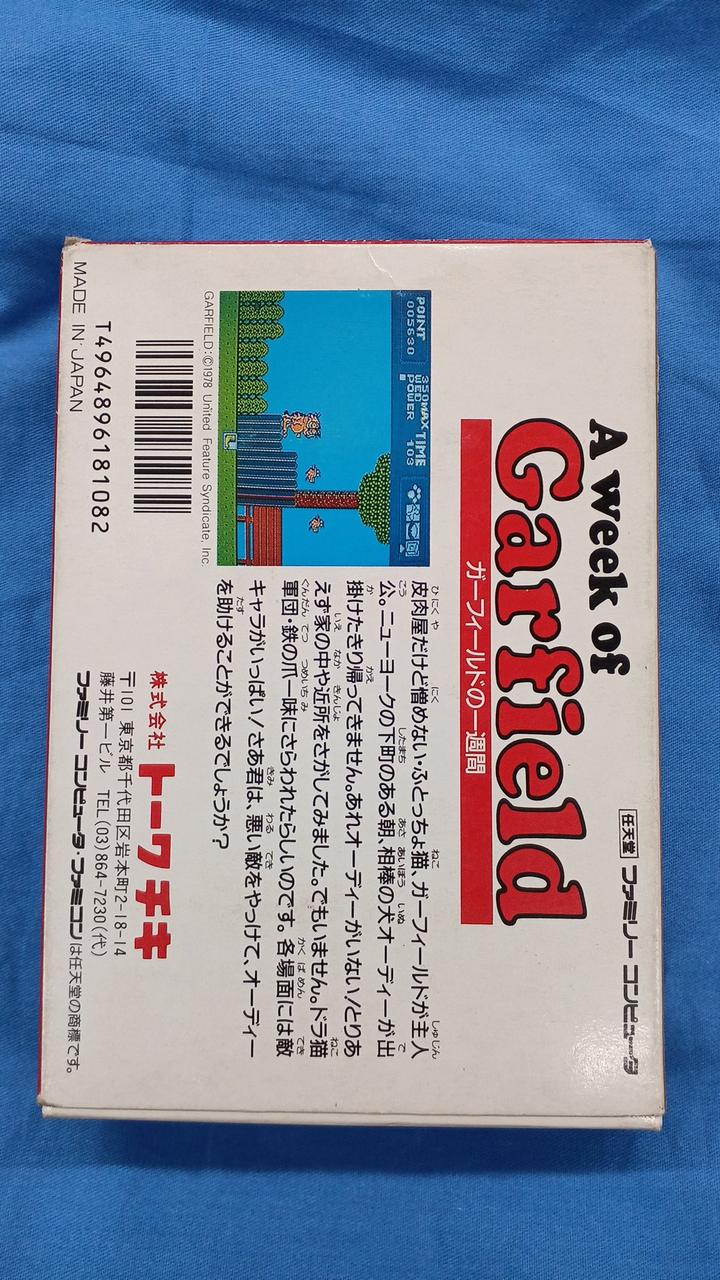 任天堂 ファミリー コンピュータ
A week of
Garfield
ガーフィールドの一週間
POINT 350MAX TIME
005630 WED 103
POWER
GARFIELD:©1978 United Feature Syndicate, Inc.
皮肉屋だけど憎めない・ふとっちょ猫、ガーフィールドが主人
公。ニューヨークの下町のある朝、相棒の犬オーディーが出
掛けたきり帰ってきません。あれオーディーがいない!とりあ
えず家の中や近所をさがしてみました。でもいません。ドラ猫
軍団・鉄の爪一味にさらわれたらしいのです。各場面には敵
キャラがいっぱい!さあ君は、悪い敵をやっつけて、オーディー
を助けることができるでしょうか?
T4964896181082
MADE IN JAPAN
株式会社 トーワ チキ
〒101 東京都千代田区岩本町2-18-14
藤井第一ビル TEL(03)864-7230(代)
ファミリー コンピュータ・ファミコンは任天堂の商標です。